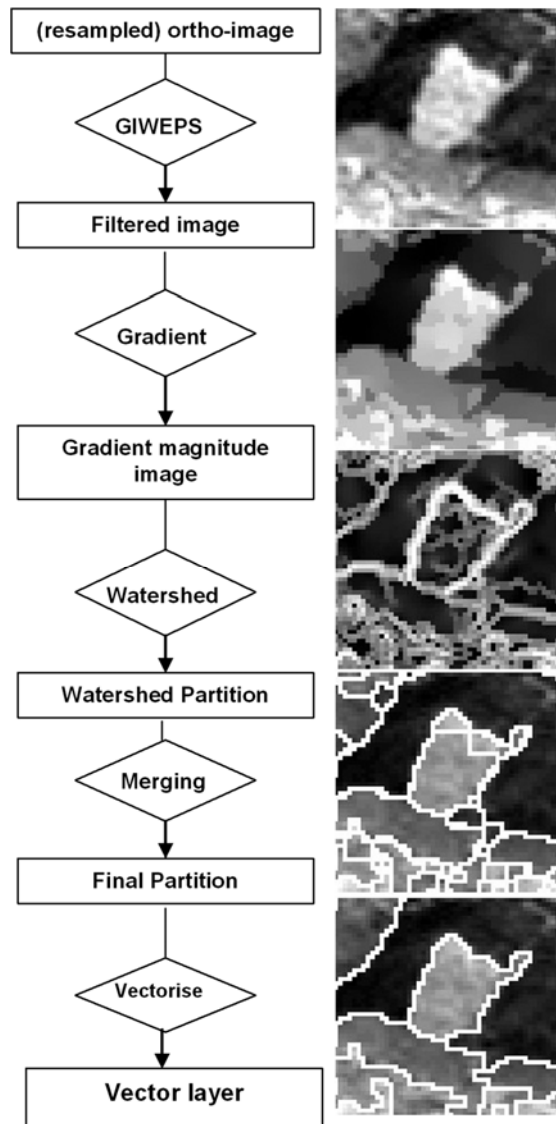 (resampled) ortho-image
GIWEPS
Filtered image
Gradient
Gradient magnitude
image
Watershed
Watershed Partition
Merging
Final Partition
Vectorise
Vector layer